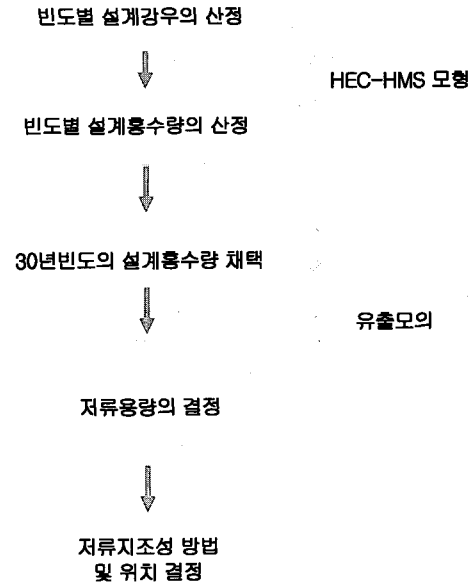 빈도별 설계강우의 산정
HEC-HMS 모형
빈도별 설계홍수량의 산정
30년빈도의 설계홍수량 채택
유출모의
저류용량의 결정
저류지조성 방법
및 위치 결정